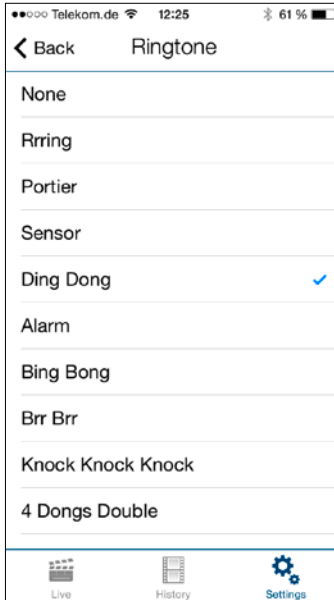 Telekom.de 12:25 61 %
Back Ringtone
None
Rrring
Portier
Sensor
Ding Dong
Alarm
Bing Bong
Brr Brr
Knock Knock Knock
4 Dongs Double
Live History Settings